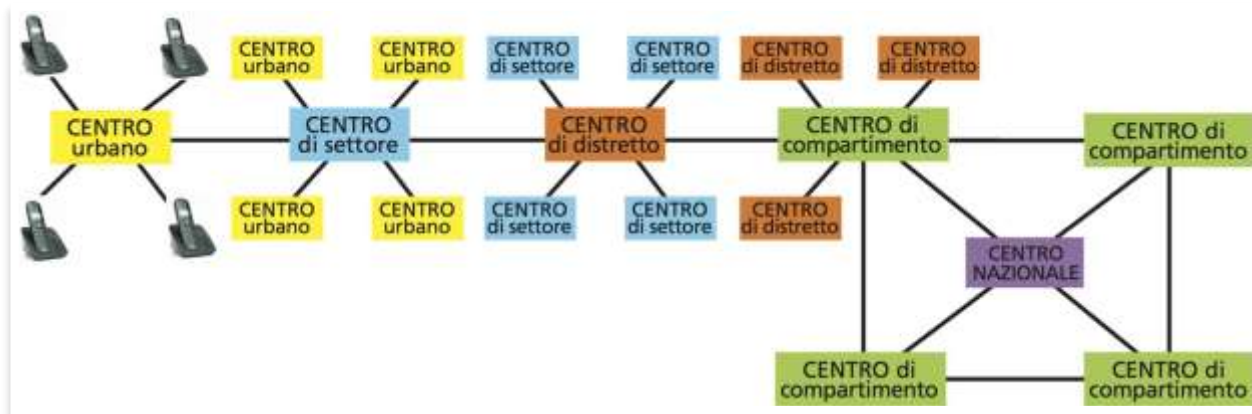 CENTRO
urbano
CENTRO
urbano
CENTRO
di settore
CENTRO
di settore
CENTRO
di distretto
CENTRO
di distretto
CENTRO
urbano
CENTRO
di settore
CENTRO
di distretto
CENTRO di
compartimento
CENTRO di
compartimento
CENTRO
urbano
CENTRO
urbano
CENTRO
di settore
CENTRO
di settore
CENTRO
di distretto
CENTRO
NAZIONALE
CENTRO di
compartimento
CENTRO di
compartimento